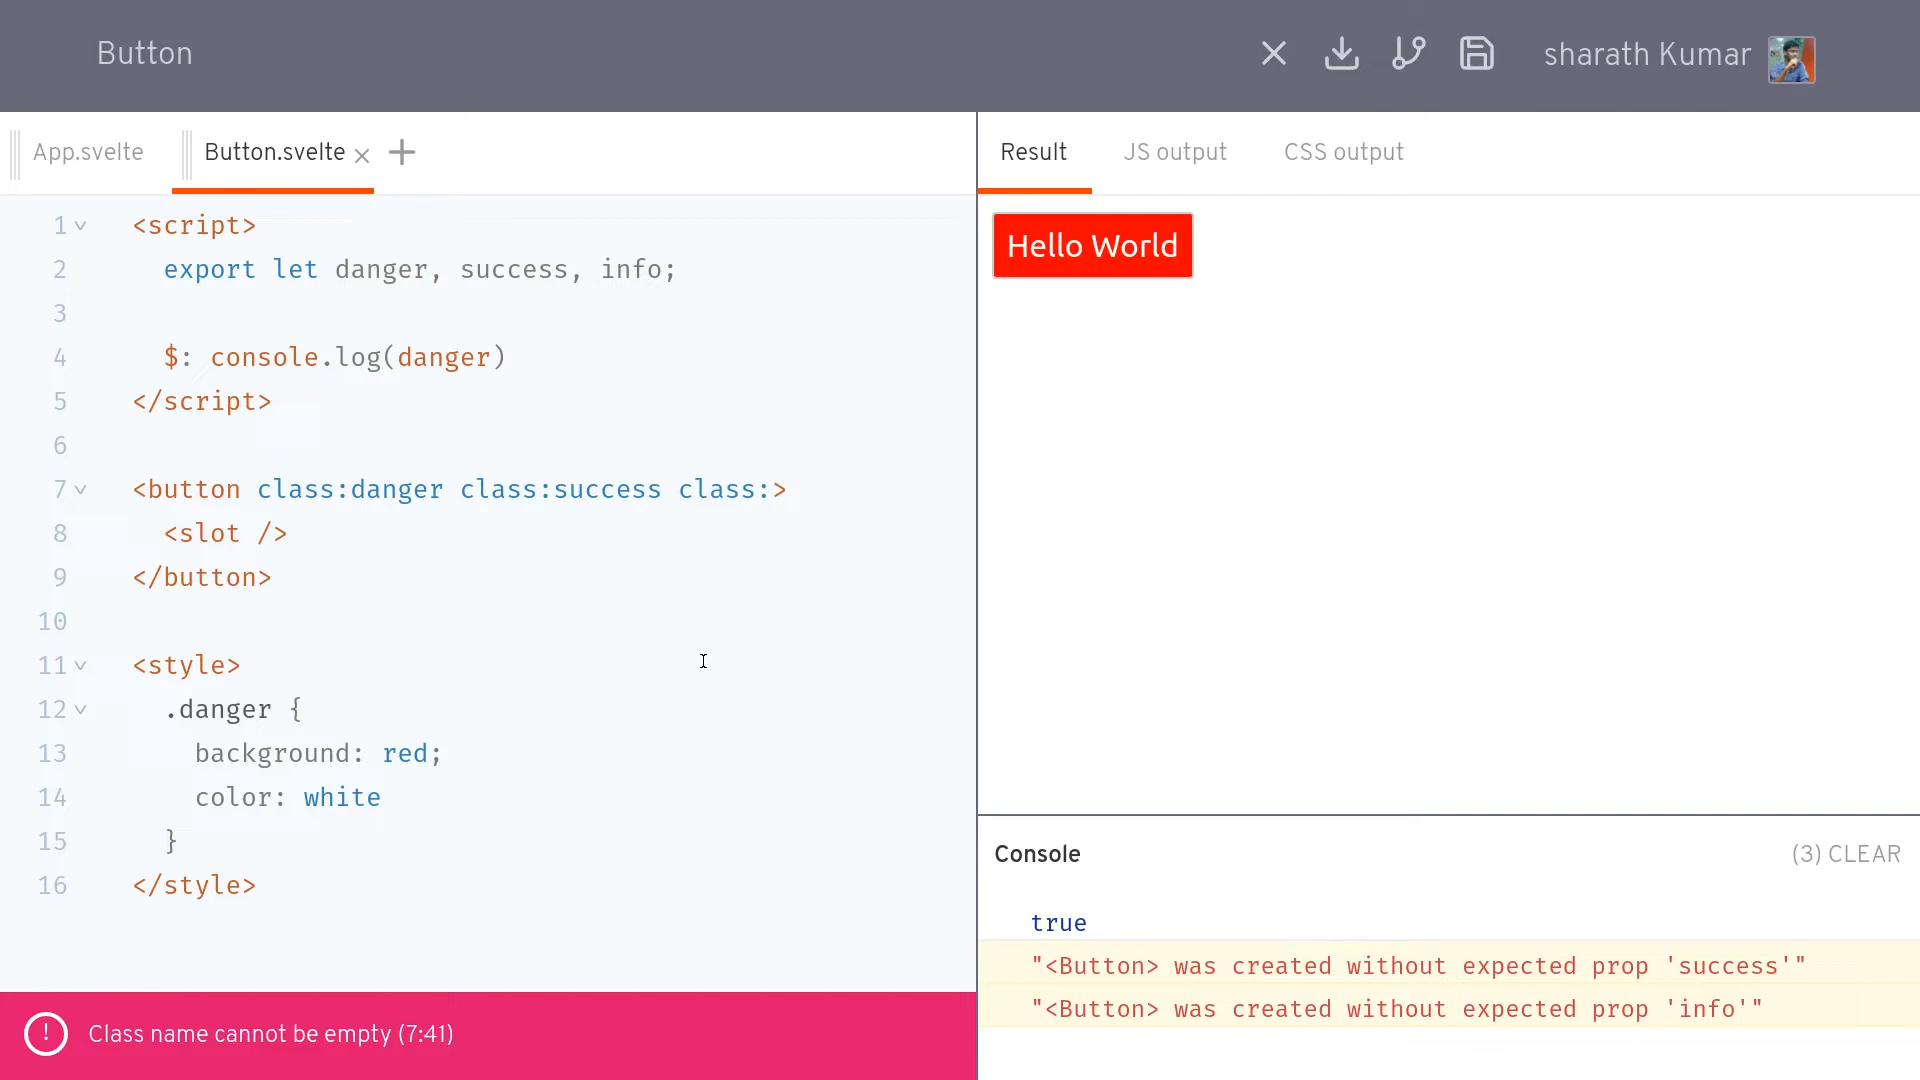 Button
sharath Kumar
App.svelte
Button.svelte
Result
JS output
CSS output
1 <script>
2 export let danger, success, info;
3
4 $: console.log(danger)
5 </script>
6
7 <button class:danger class:success class:>
8 <slot />
9 </button>
10
11 <style>
12 .danger {
13 background: red;
14 color: white
15 }
16 </style>
Class name cannot be empty (7:41)
Hello World
Console
(3) CLEAR
true
"<Button> was created without expected prop 'success'"
"<Button> was created without expected prop 'info'"